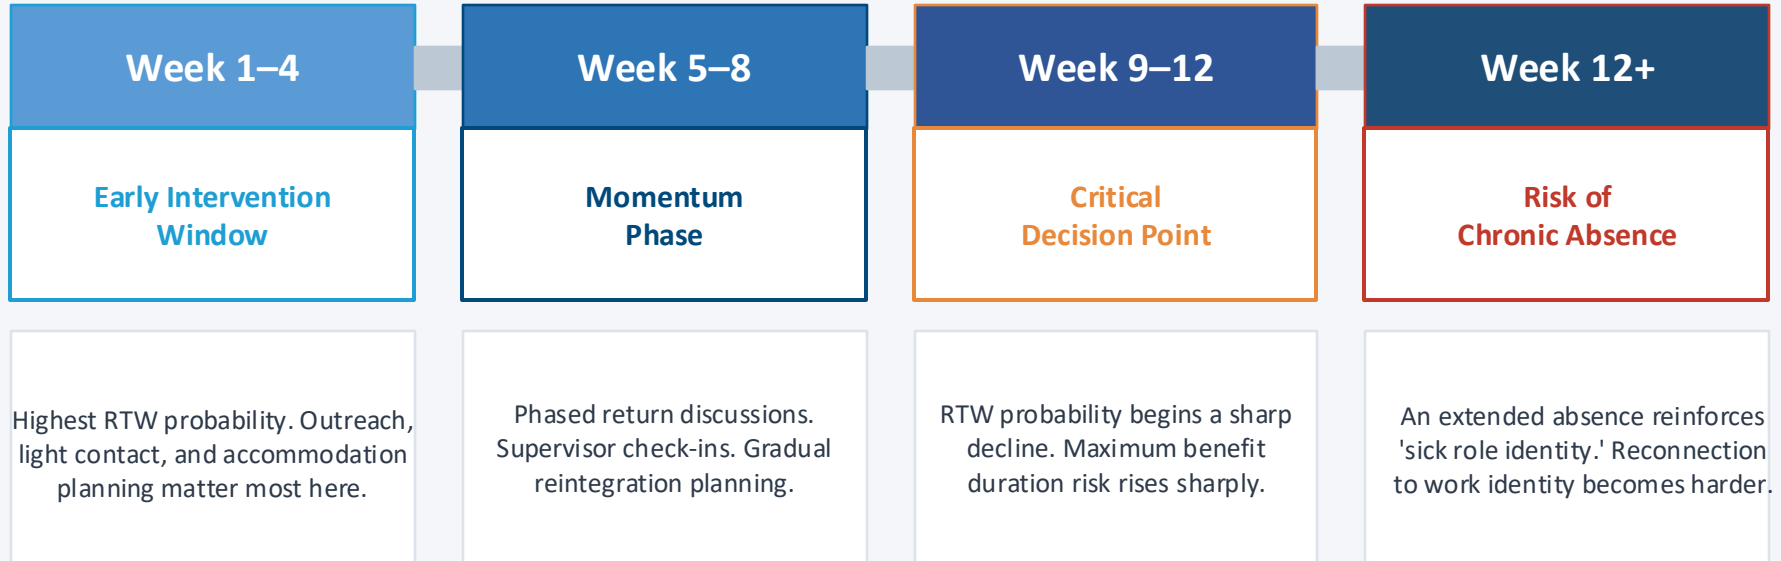 Week 1–4
Week 5–8
Week 9–12
Week 12+
Early Intervention
Window
Momentum
Phase
Critical
Decision Point
Risk of
Chronic Absence
Highest RTW probability. Outreach,
light contact, and accommodation
planning matter most here.
Phased return discussions.
Supervisor check-ins. Gradual
reintegration planning.
RTW probability begins a sharp
decline. Maximum benefit
duration risk rises sharply.
An extended absence reinforces
'sick role identity.' Reconnection
to work identity becomes harder.